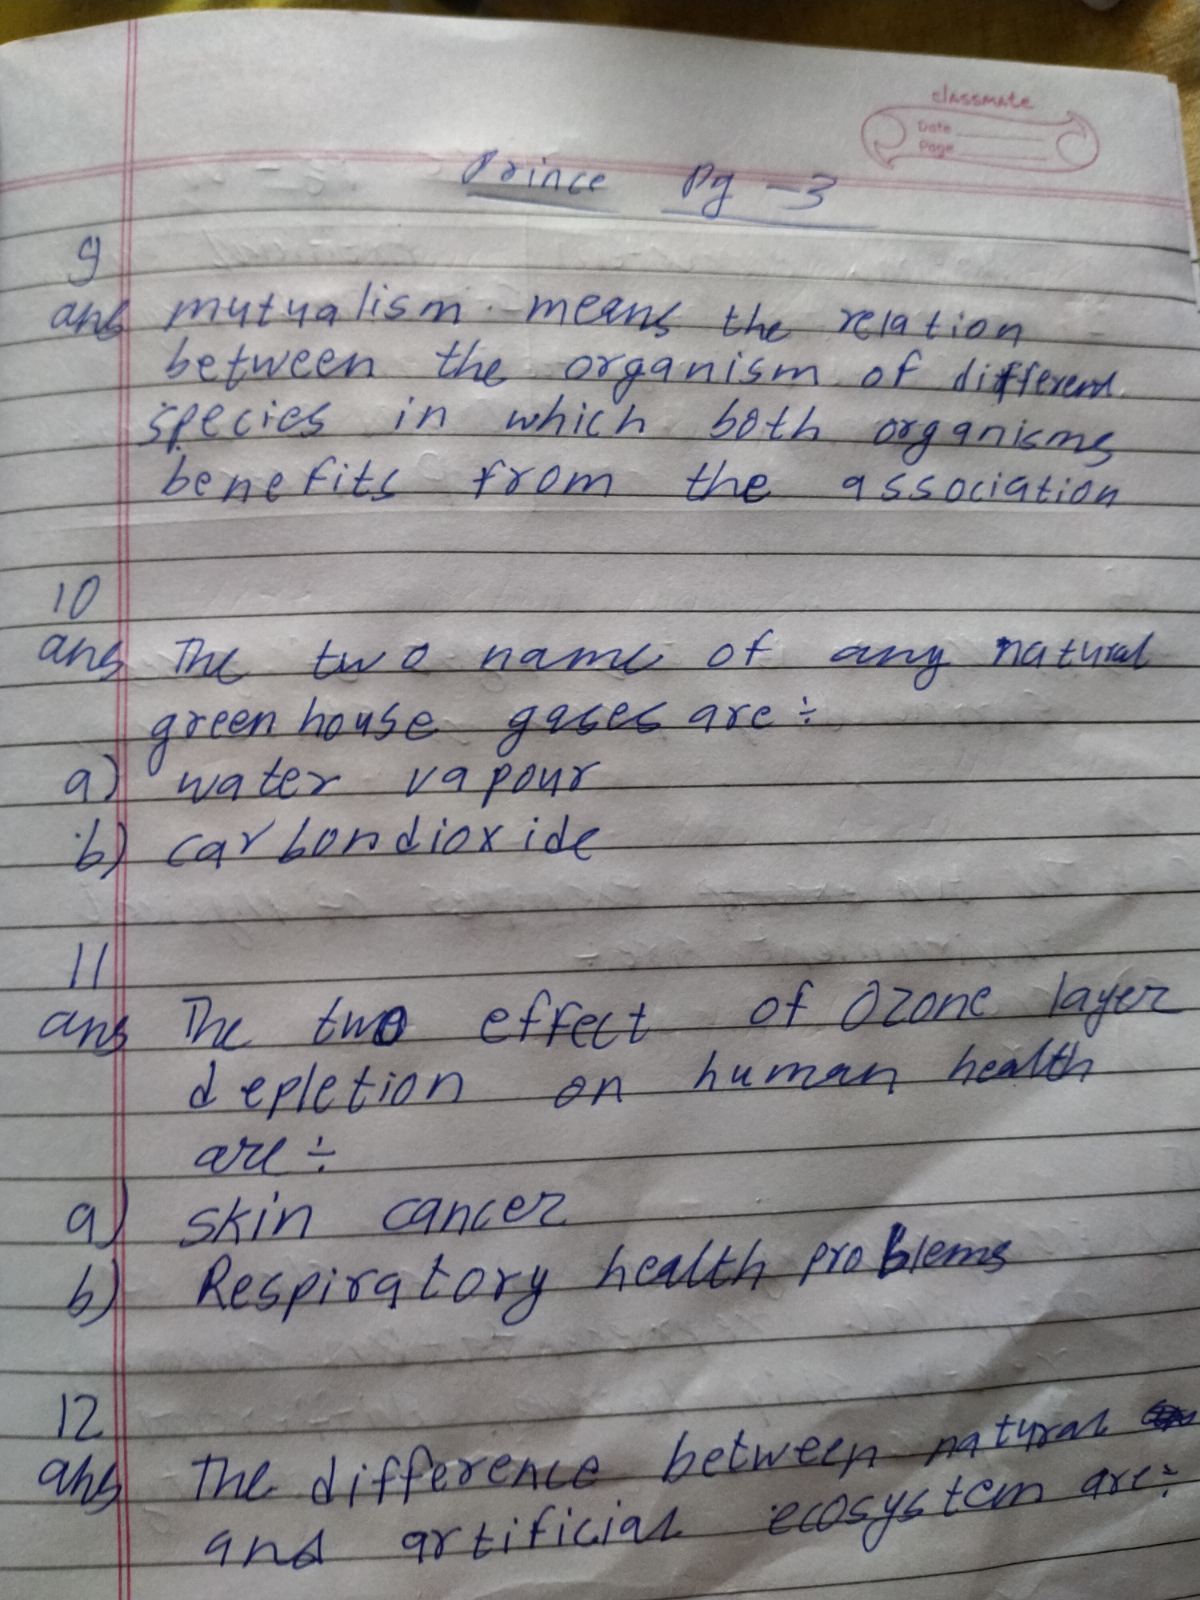 classmate
Date
Page
Prince Pg - 3
9
ans mutualism means the relation
between the organism of different
species in which both organisms
benefits from the association
10
ans The two name of any natural
green house gases are ÷
a) water vapour
b) carbondioxide
11
ans The two effect of Ozone layer
depletion on human health
are ÷
a) skin cancer
b) Respiratory health problems
12
ans The difference between natural
and artificial ecosystem are ÷